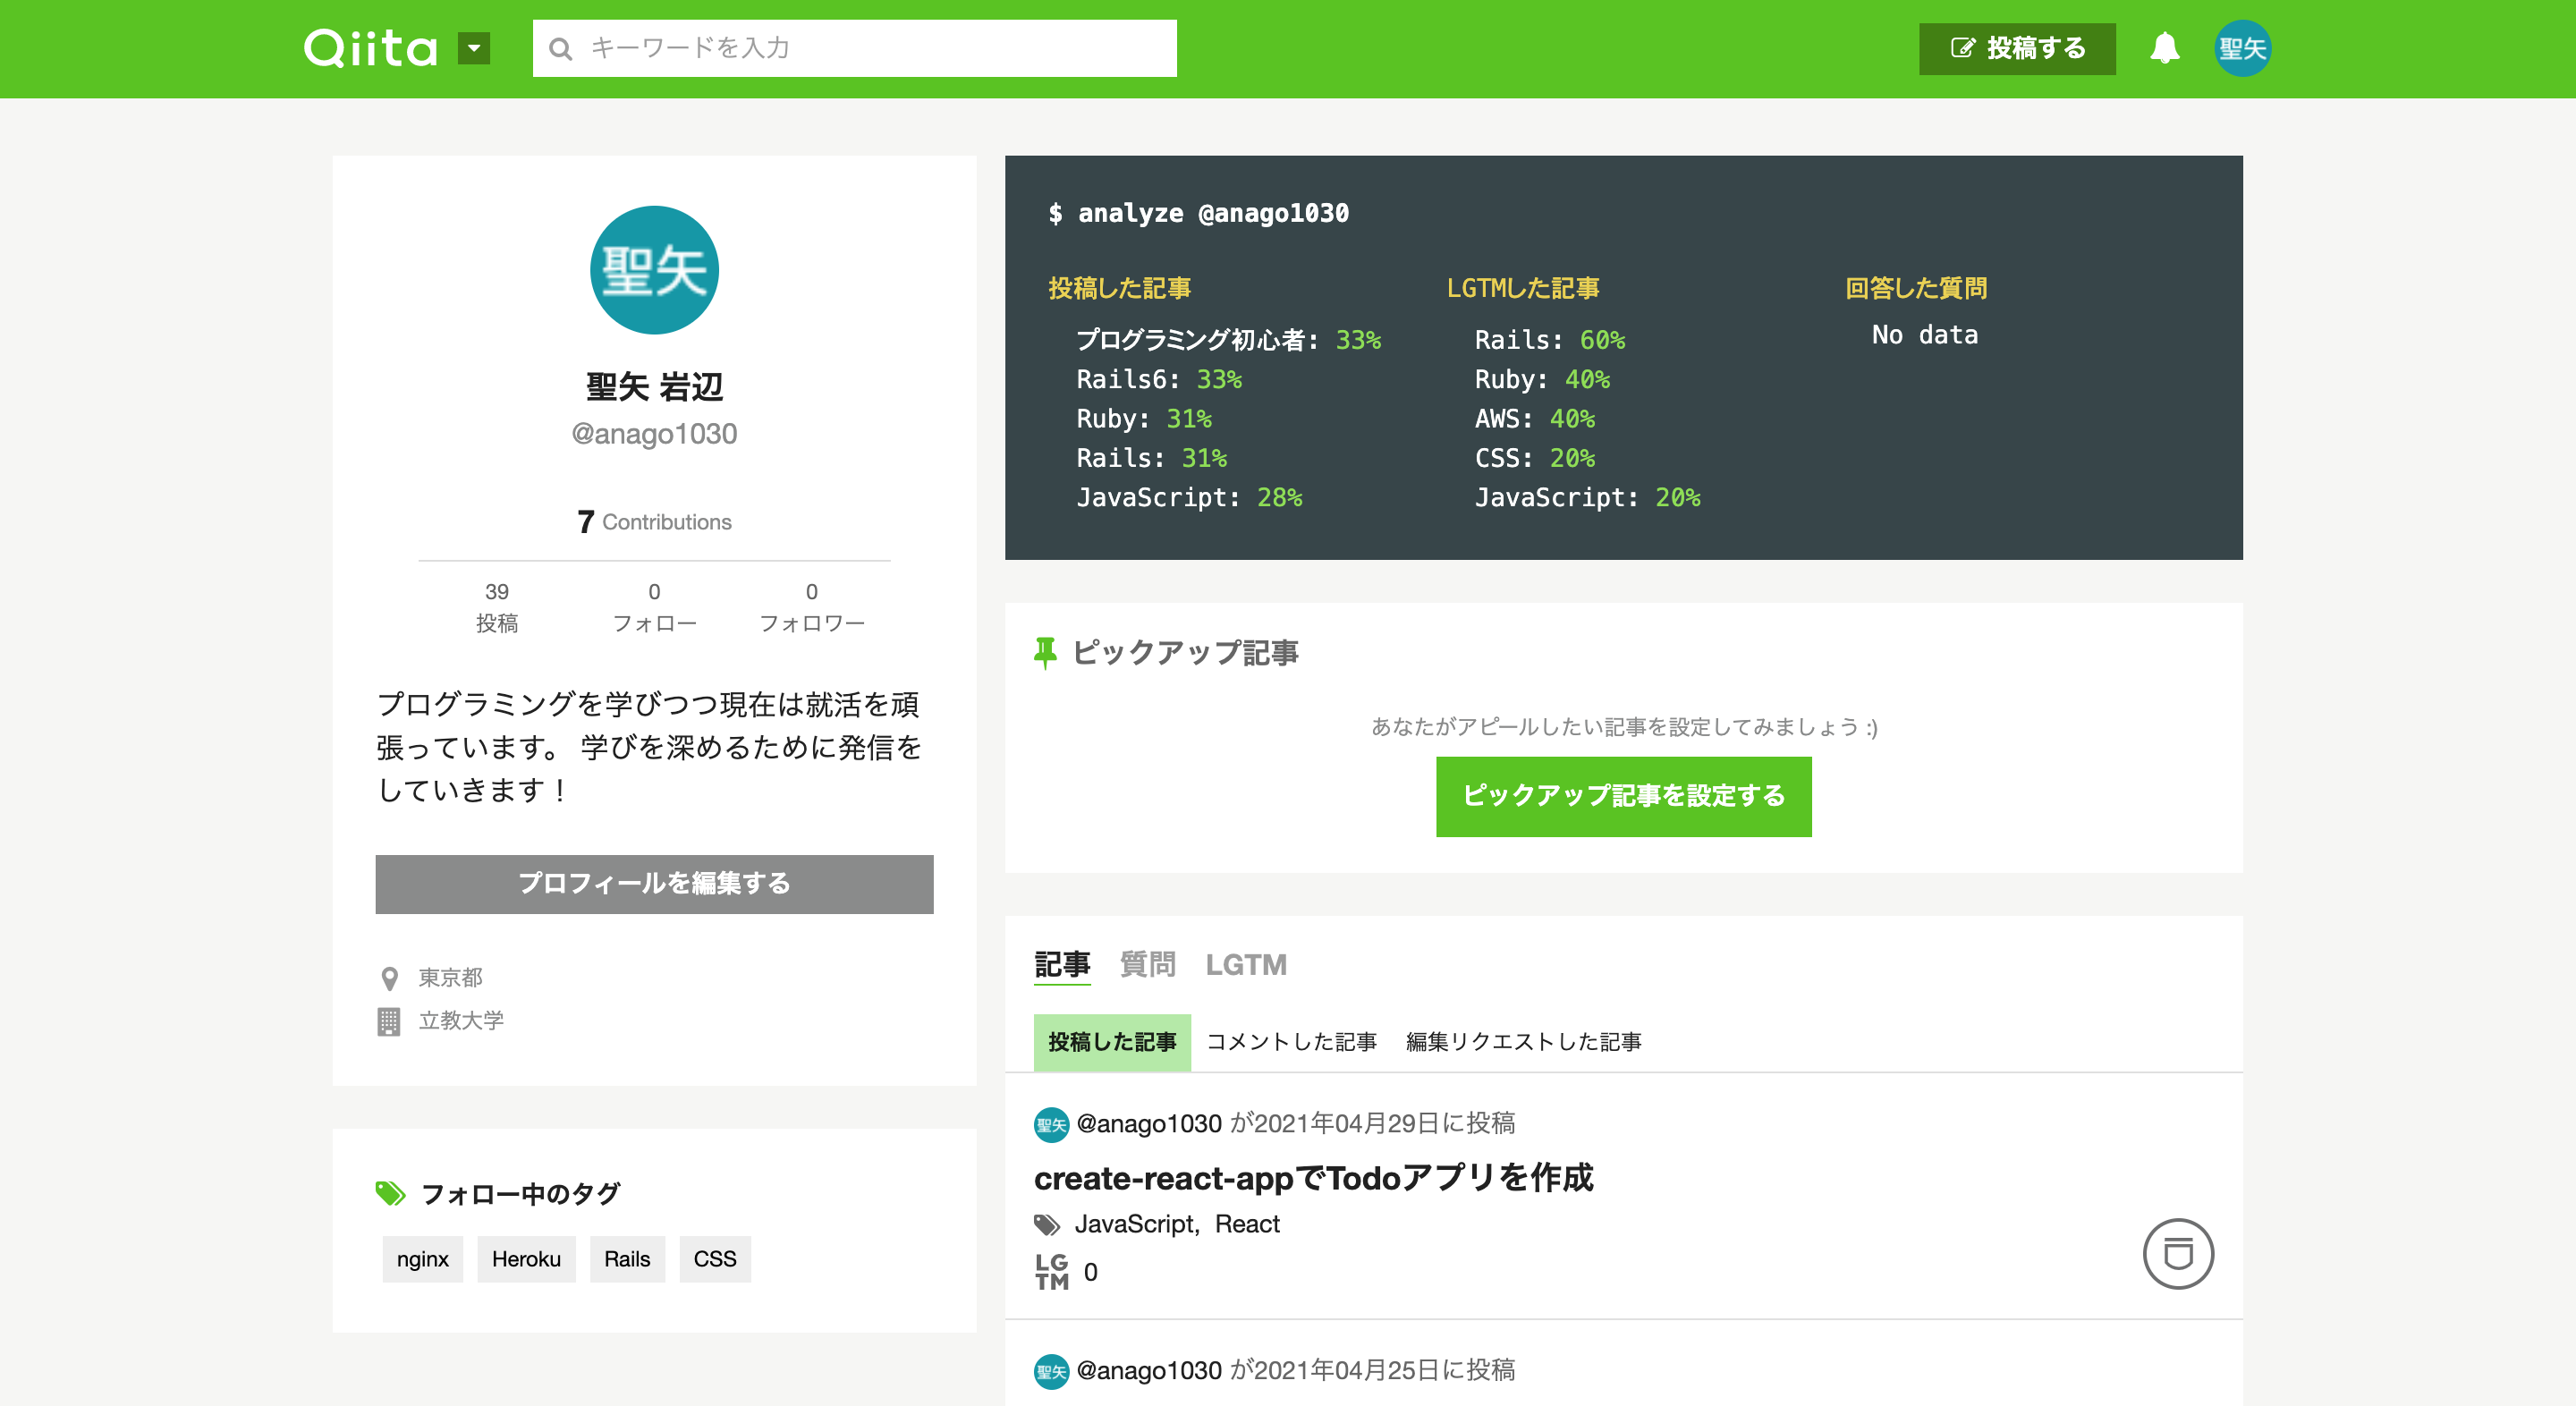 Qiita
キーワードを入力
投稿する
聖矢
聖矢
聖矢 岩辺
@anago1030
7 Contributions
39
投稿
0
フォロー
0
フォロワー
プログラミングを学びつつ現在は就活を頑
張っています。 学びを深めるために発信を
していきます！
プロフィールを編集する
東京都
立教大学
フォロー中のタグ
nginx
Heroku
Rails
CSS
$ analyze @anago1030
投稿した記事
プログラミング初心者: 33%
Rails6: 33%
Ruby: 31%
Rails: 31%
JavaScript: 28%
LGTMした記事
Rails: 60%
Ruby: 40%
AWS: 40%
CSS: 20%
JavaScript: 20%
回答した質問
No data
ピックアップ記事
あなたがアピールしたい記事を設定してみましょう :)
ピックアップ記事を設定する
記事 質問 LGTM
投稿した記事 コメントした記事 編集リクエストした記事
聖矢 @anago1030 が2021年04月29日に投稿
create-react-appでTodoアプリを作成
JavaScript, React
LGTM 0
聖矢 @anago1030 が2021年04月25日に投稿